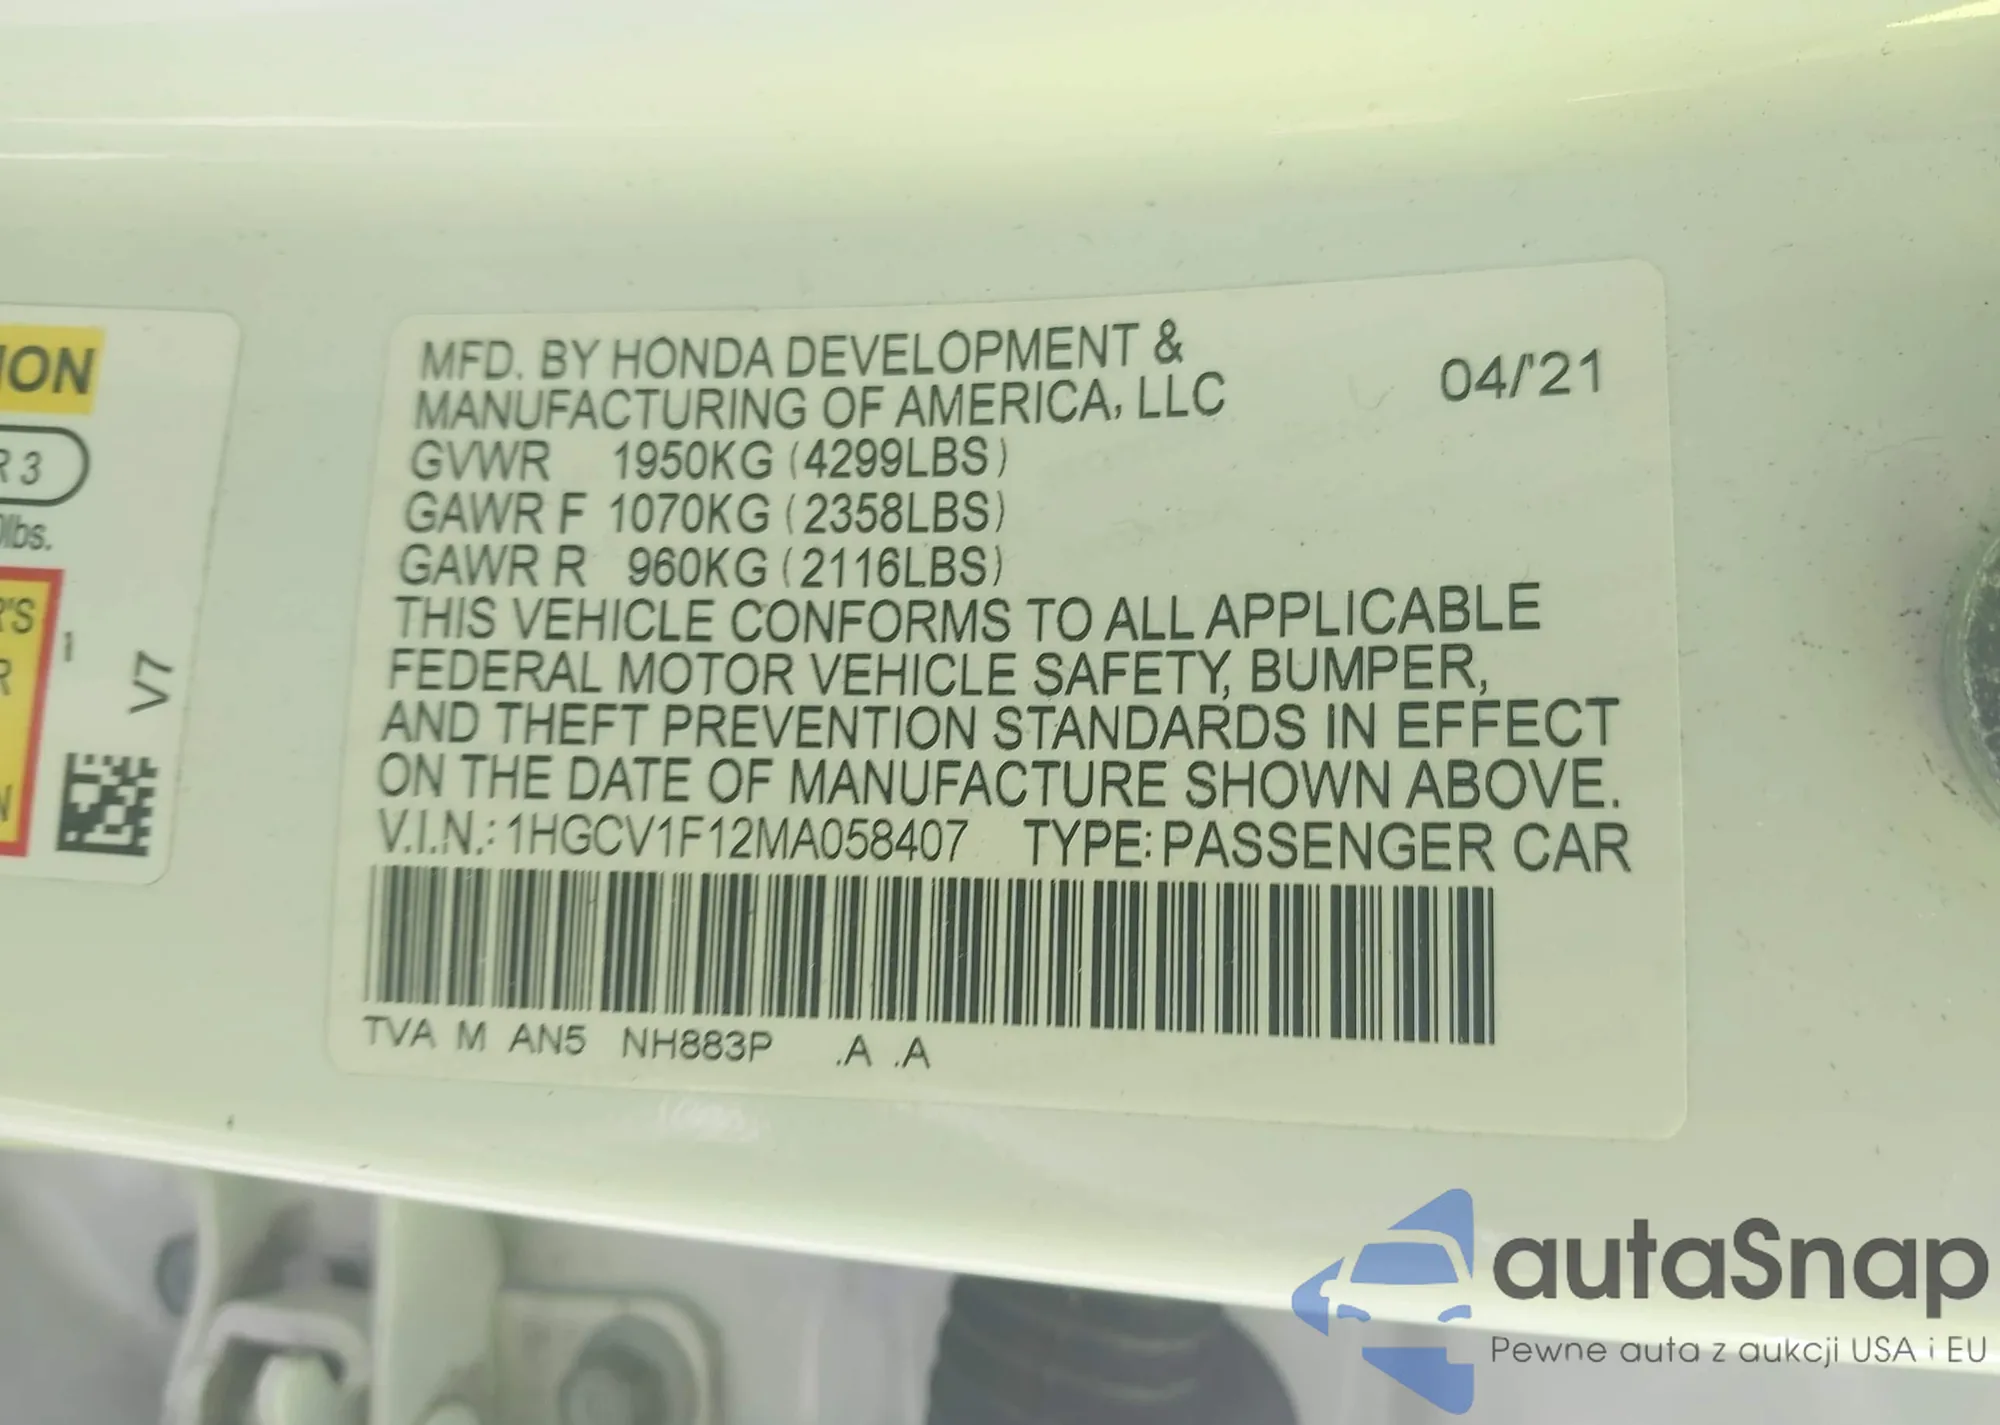 ION
R 3
lbs.
R'S
R
N
V7
MFD. BY HONDA DEVELOPMENT &
MANUFACTURING OF AMERICA, LLC
04/'21
GVWR 1950KG (4299LBS)
GAWR F 1070KG (2358LBS)
GAWR R 960KG (2116LBS)
THIS VEHICLE CONFORMS TO ALL APPLICABLE
FEDERAL MOTOR VEHICLE SAFETY, BUMPER,
AND THEFT PREVENTION STANDARDS IN EFFECT
ON THE DATE OF MANUFACTURE SHOWN ABOVE.
V.I.N.: 1HGCV1F12MA058407 TYPE: PASSENGER CAR
TVA M AN5 NH883P .A .A
autaSnap
Pewne auta z aukcji USA i EU